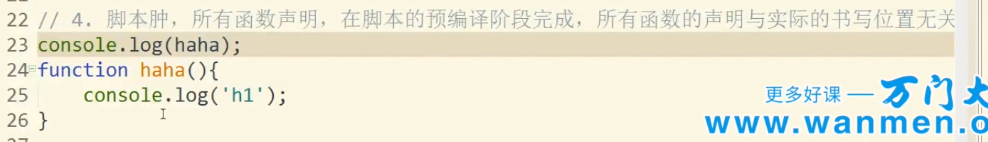 22 // 4. 脚本肿，所有函数声明，在脚本的预编译阶段完成，所有函数的声明与实际的书写位置无关
23 console.log(haha);
24 function haha(){
25 console.log('h1');
26 }
更多好课 — 万门大
www.wanmen.o